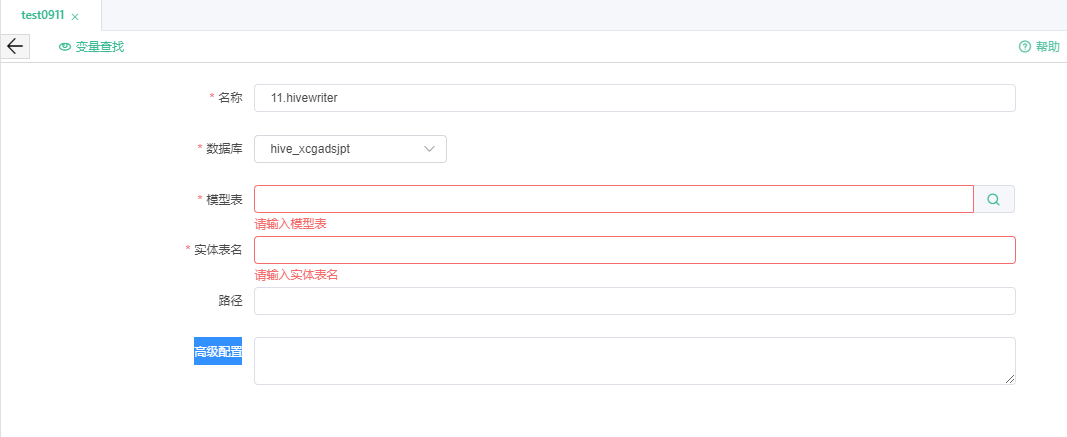 test0911 ×
变量查找 帮助
* 名称 11.hivewriter
* 数据库 hive_xcgadsjpt
* 模型表
请输入模型表
* 实体表名
请输入实体表名
路径
高级配置